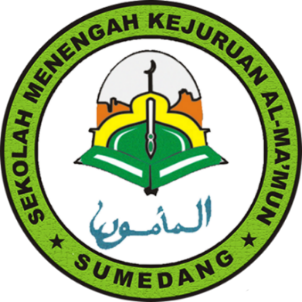 SEKOLAH MENENGAH KEJURUAN AL-MA'MUN
المأمون
★ SUMEDANG ★